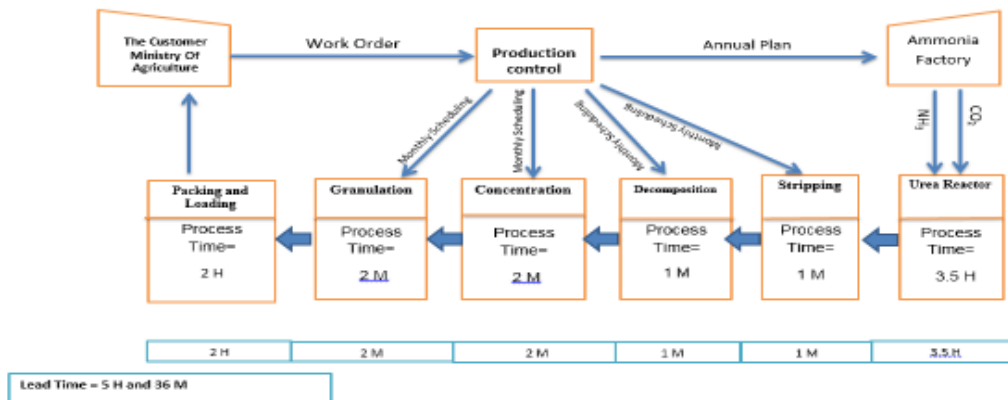 The Customer
Ministry Of
Agriculture
Work Order
Production
control
Annual Plan
Ammonia
Factory
Monthly Scheduling
Monthly Scheduling
Monthly Scheduling
Monthly Scheduling
NH3
CO2
Packing and
Loading
Process
Time=
2 H
Granulation
Process
Time=
2 M
Concentration
Process
Time=
2 M
Decomposition
Process
Time=
1 M
Stripping
Process
Time=
1 M
Urea Reactor
Process
Time=
3.5 H
2 H
2 M
2 M
1 M
1 M
3.5 H
Lead Time = 5 H and 36 M